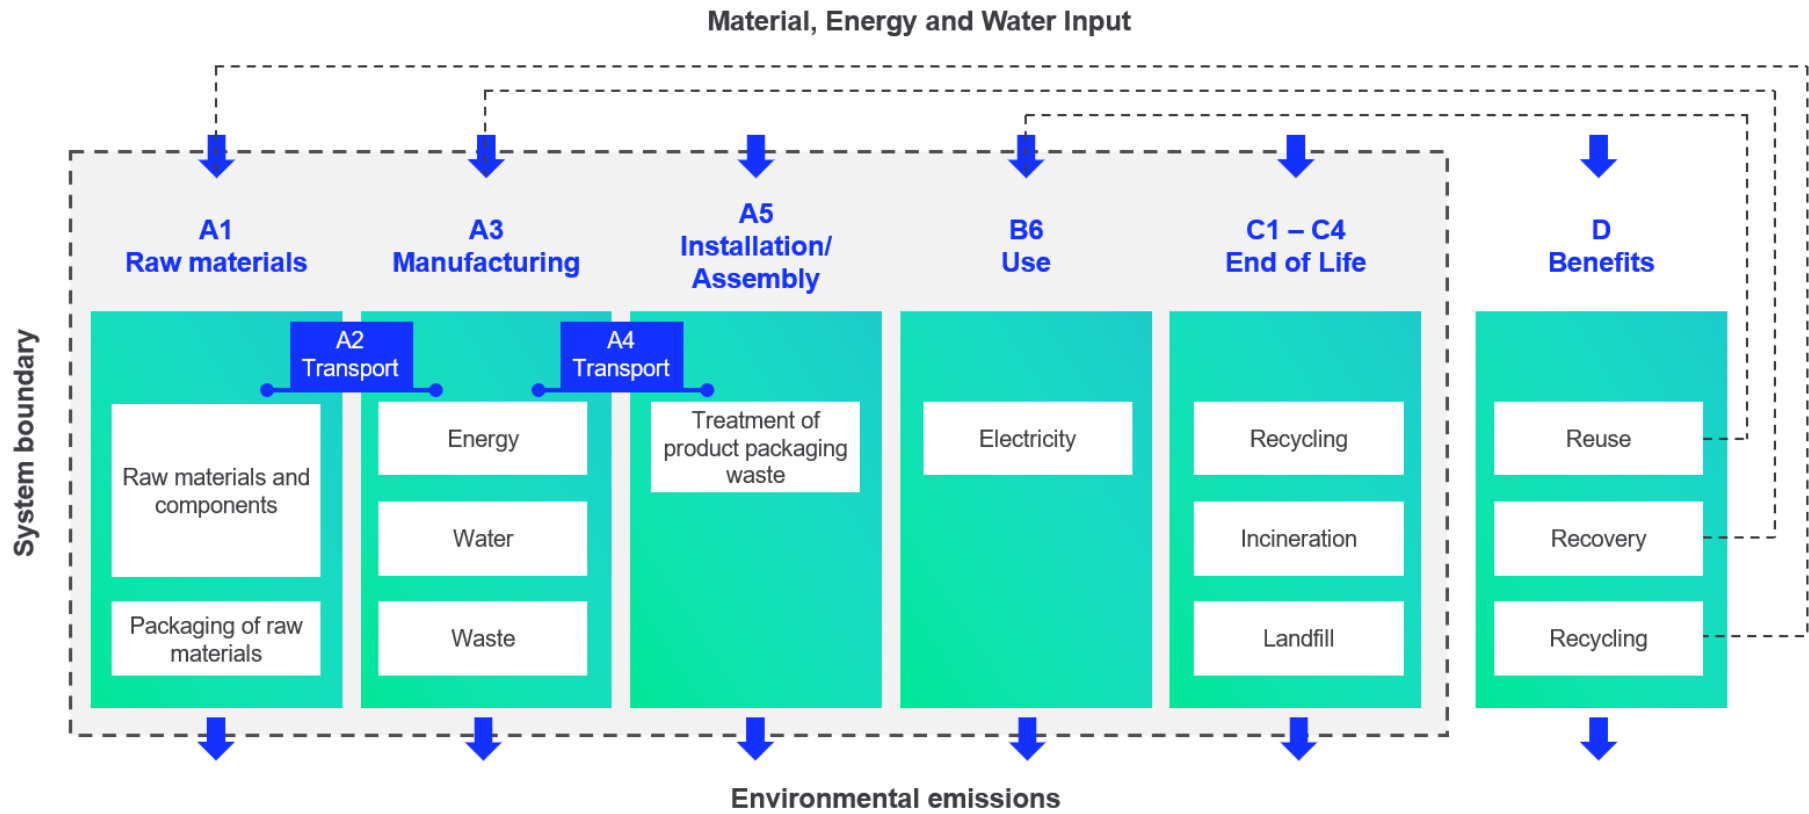 Material, Energy and Water Input
System boundary
A1
Raw materials
A3
Manufacturing
A5
Installation/
Assembly
B6
Use
C1 – C4
End of Life
D
Benefits
A2
Transport
A4
Transport
Raw materials and
components
Packaging of raw
materials
Energy
Water
Waste
Treatment of
product packaging
waste
Electricity
Recycling
Incineration
Landfill
Reuse
Recovery
Recycling
Environmental emissions